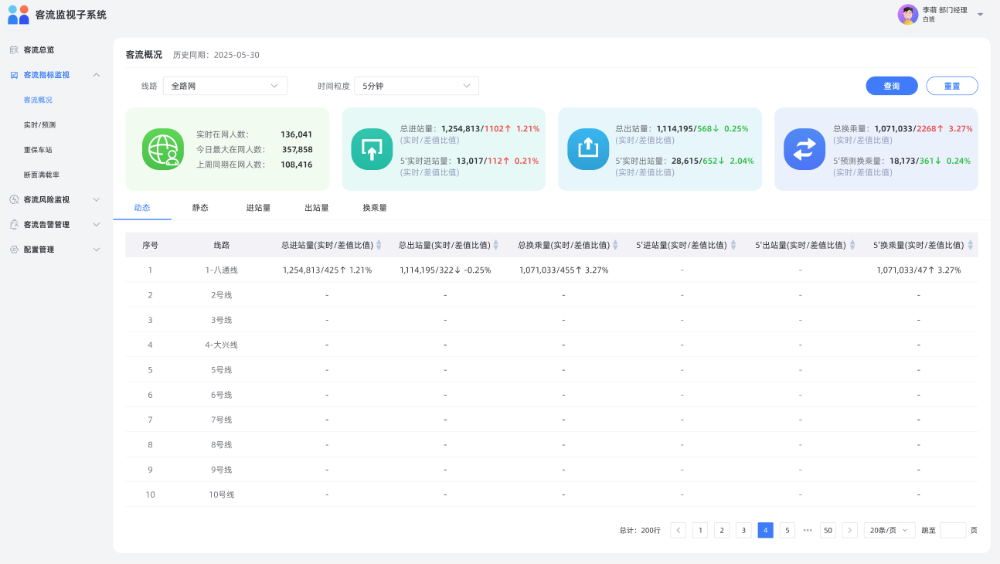 客流监视子系统
李萌 部门经理
白班
客流总览
客流指标监视
客流概况
实时/预测
重保车站
断面满载率
客流风险监视
客流告警管理
配置管理
客流概况 历史同期：2025-05-30
线路 全路网 时间粒度 5分钟 查询 重置
实时在网人数： 136,041
今日最大在网人数： 357,858
上周同期在网人数： 108,416
总进站量：1,254,813/1102↑ 1.21%
(实时/差值比值)
5'实时进站量：13,017/112↑ 0.21%
(实时/差值比值)
总出站量：1,114,195/568↓ 0.25%
(实时/差值比值)
5'实时出站量：28,615/652↓ 2.04%
(实时/差值比值)
总换乘量：1,071,033/2268↑ 3.27%
(实时/差值比值)
5'预测换乘量：18,173/361↓ 0.24%
(实时/差值比值)
动态 静态 进站量 出站量 换乘量
序号 线路 总进站量(实时/差值比值) 总出站量(实时/差值比值) 总换乘量(实时/差值比值) 5'进站量(实时/差值比值) 5'出站量(实时/差值比值) 5'换乘量(实时/差值比值)
1 1-八通线 1,254,813/425↑ 1.21% 1,114,195/322↓ -0.25% 1,071,033/455↑ 3.27% - - 1,071,033/47↑ 3.27%
2 2号线 - - - - - -
3 3号线 - - - - - -
4 4-大兴线 - - - - - -
5 5号线 - - - - - -
6 6号线 - - - - - -
7 7号线 - - - - - -
8 8号线 - - - - - -
9 9号线 - - - - - -
10 10号线 - - - - - -
总计：200行 1 2 3 4 5 ••• 50 20条/页 跳至 页